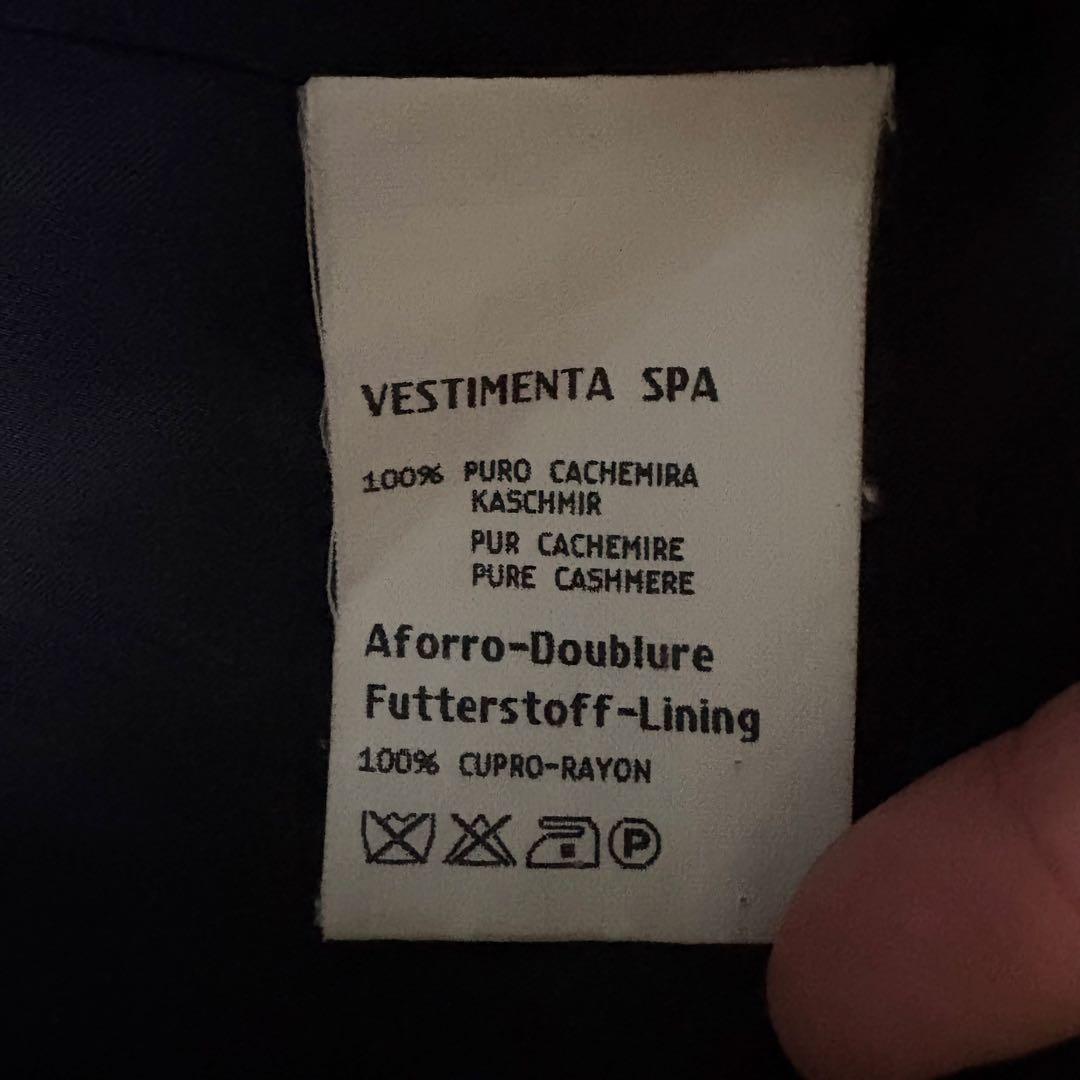 VESTIMENTA SPA
100% PURO CACHEMIRA
KASCHMIR
PUR CACHEMIRE
PURE CASHMERE
Aforro-Doublure
Futterstoff-Lining
100% CUPRO-RAYON
P